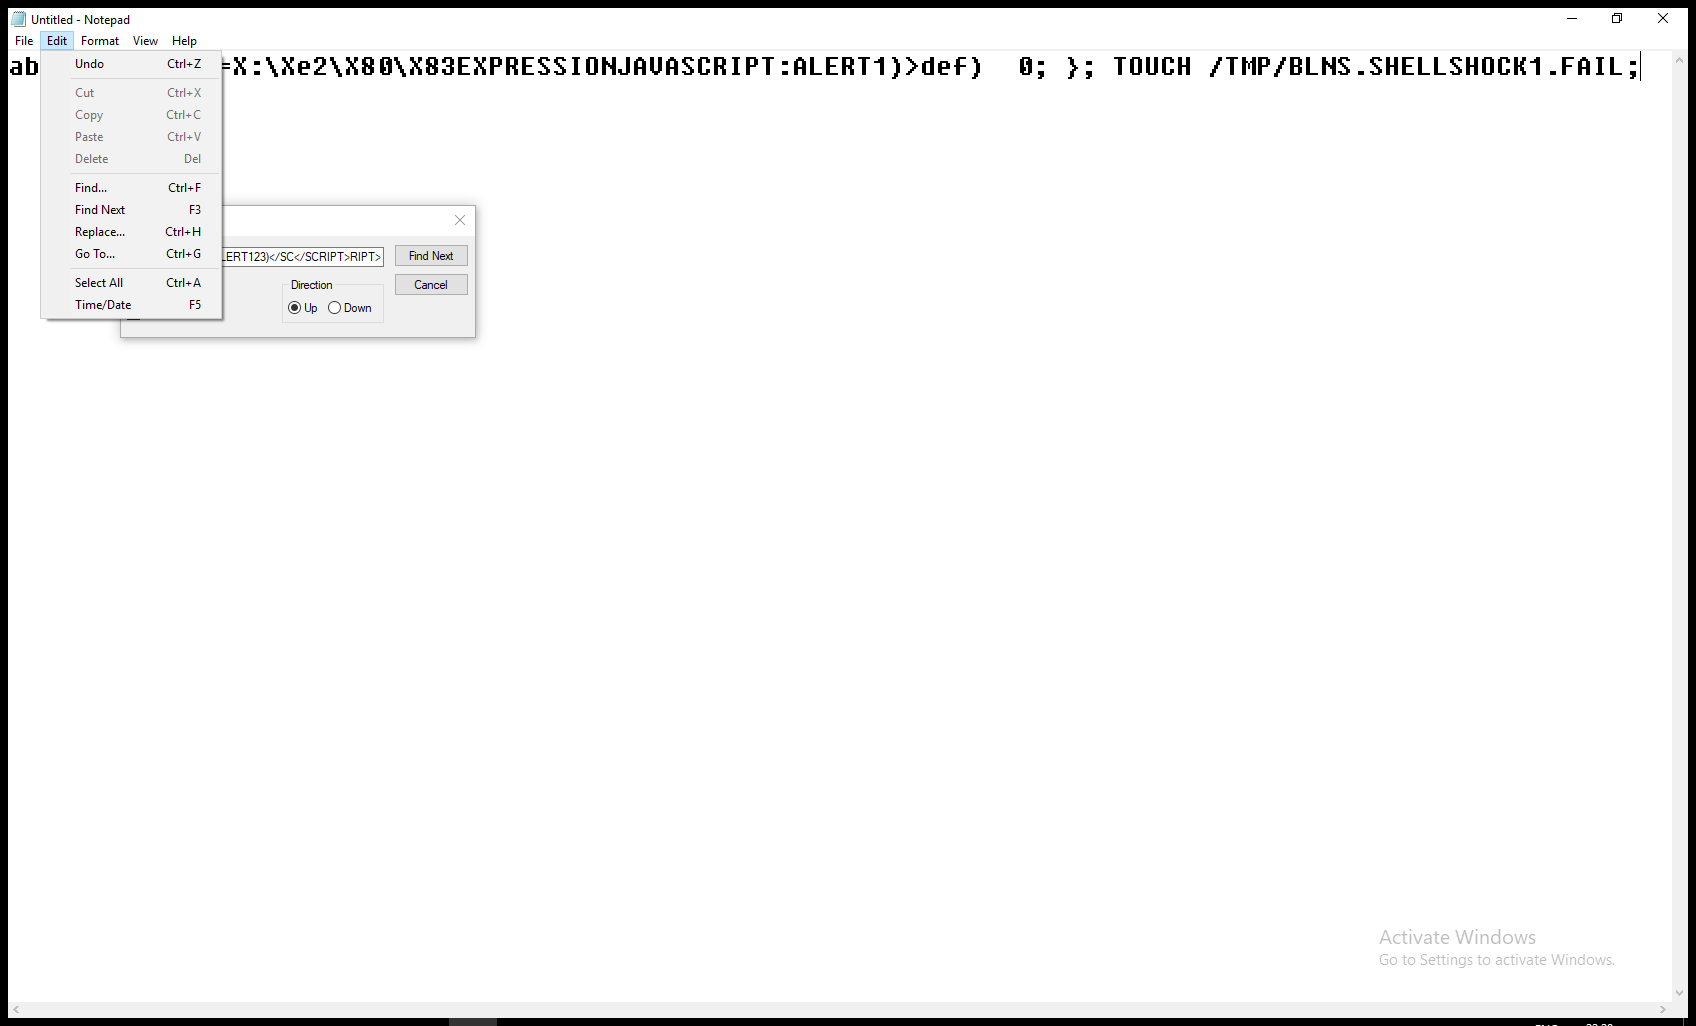 Untitled - Notepad
File Edit Format View Help
ab =X:\Xe2\X80\X83EXPRESSIONJAVASCRIPT:ALERT1)>def)  0; }; TOUCH /TMP/BLNS.SHELLSHOCK1.FAIL;
Undo Ctrl+Z
Cut Ctrl+X
Copy Ctrl+C
Paste Ctrl+V
Delete Del
Find... Ctrl+F
Find Next F3
Replace... Ctrl+H
Go To... Ctrl+G
Select All Ctrl+A
Time/Date F5
LERT123)</SC</SCRIPT>RIPT>
Find Next
Direction
Cancel
Up Down
Activate Windows
Go to Settings to activate Windows.